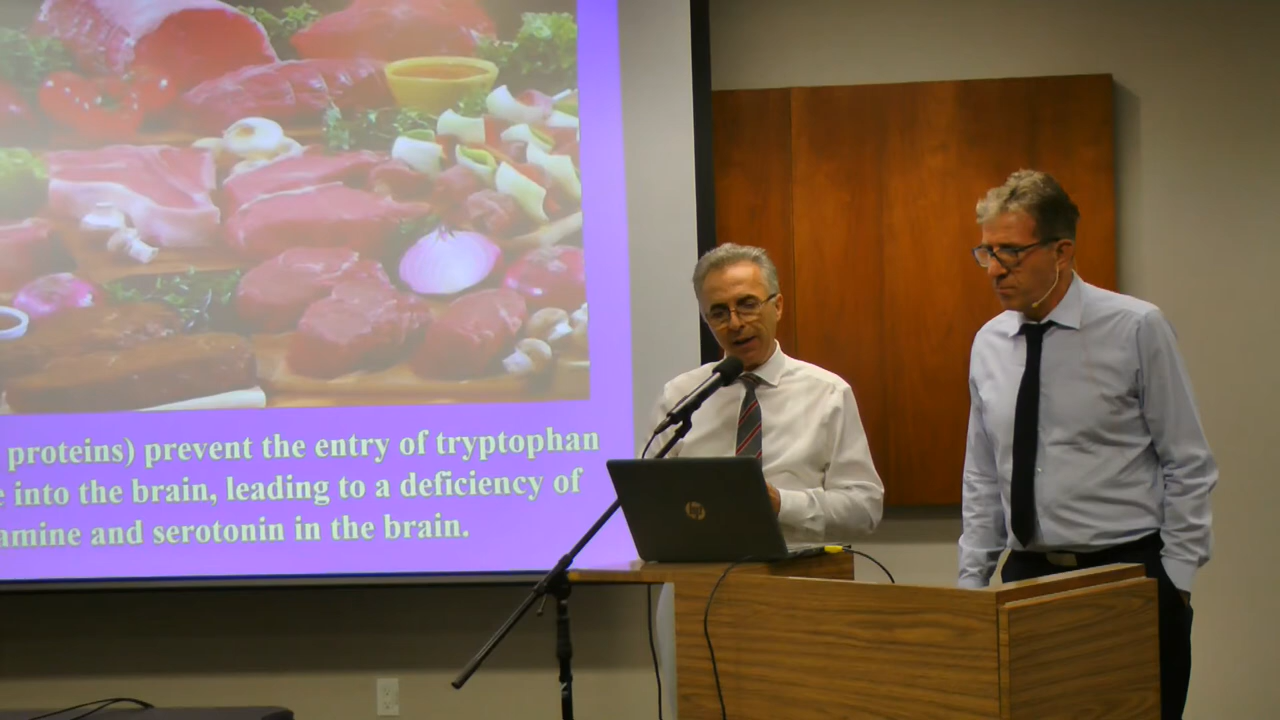 proteins) prevent the entry of tryptophan
into the brain, leading to a deficiency of
amine and serotonin in the brain.
hp